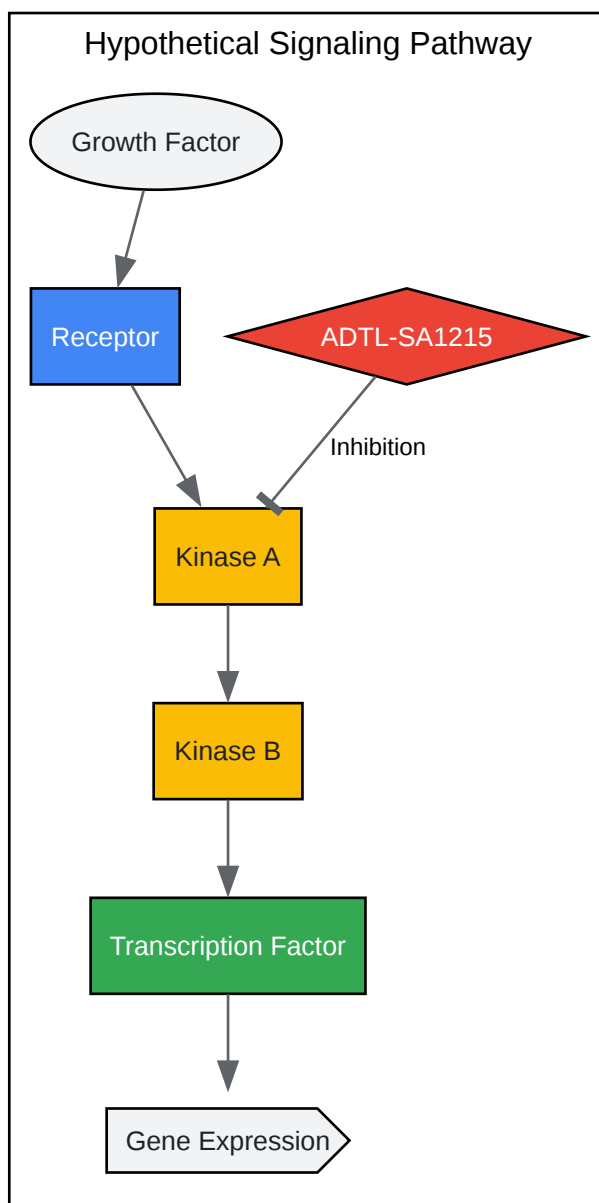 Hypothetical Signaling Pathway
Growth Factor
Receptor
ADTL-SA1215
Inhibition
Kinase A
Kinase B
Transcription Factor
Gene Expression